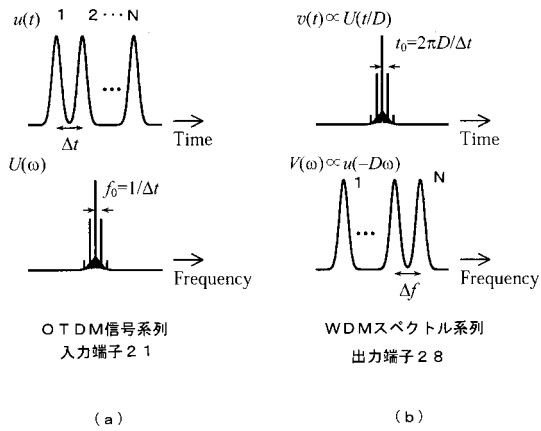 u(t)
1 2 ··· N
...
Δt
Time
U(ω)
f₀=1/Δt
Frequency
OTDM信号系列
入力端子21
(a)
v(t)∝U(t/D)
t₀=2πD/Δt
Time
V(ω)∝u(−Dω)
1
N
...
Δf
Frequency
WDMスペクトル系列
出力端子28
(b)